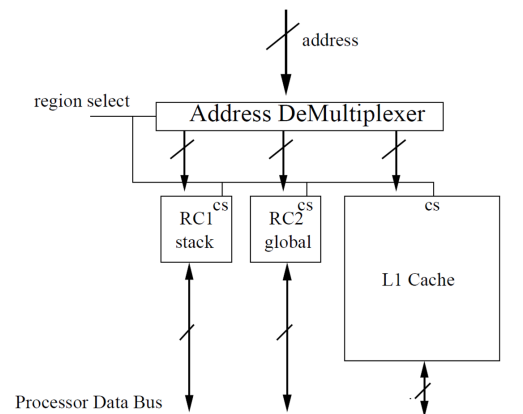 address
region select
Address DeMultiplexer
cs
cs
cs
RC1
stack
RC2
global
L1 Cache
Processor Data Bus